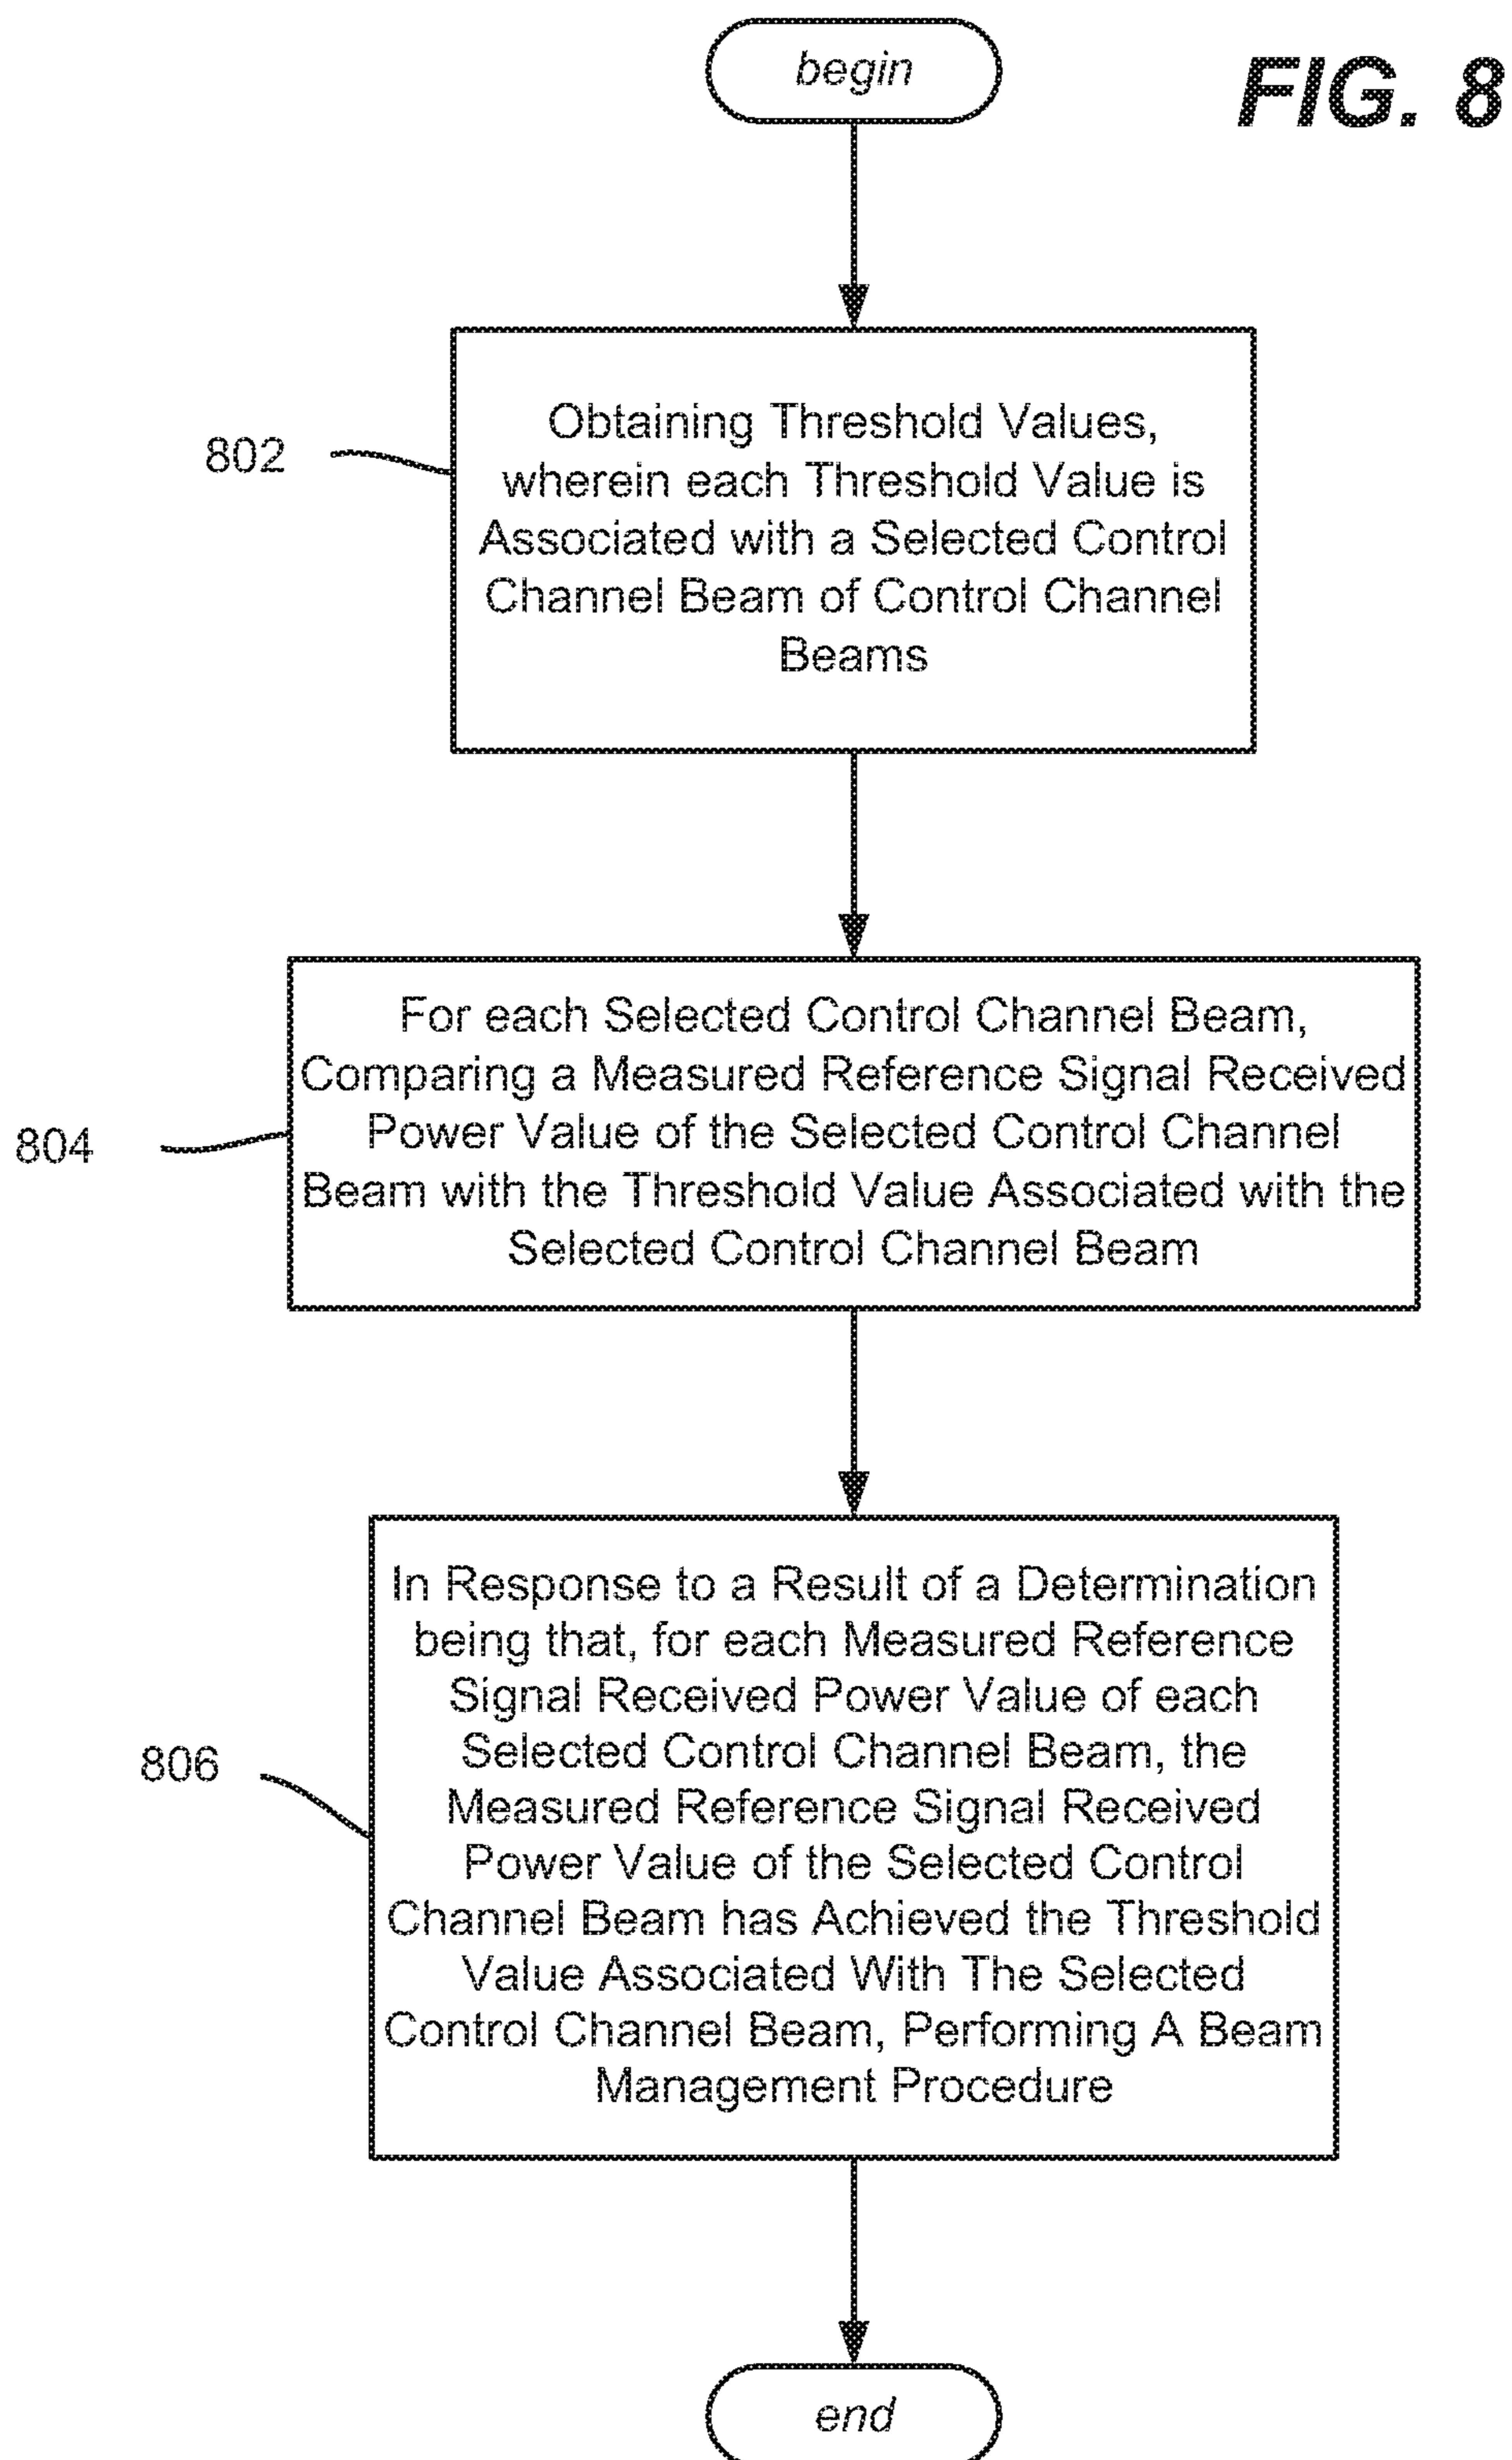 begin
FIG. 8
802
Obtaining Threshold Values,
wherein each Threshold Value is
Associated with a Selected Control
Channel Beam of Control Channel
Beams
804
For each Selected Control Channel Beam,
Comparing a Measured Reference Signal Received
Power Value of the Selected Control Channel
Beam with the Threshold Value Associated with the
Selected Control Channel Beam
806
In Response to a Result of a Determination
being that, for each Measured Reference
Signal Received Power Value of each
Selected Control Channel Beam, the
Measured Reference Signal Received
Power Value of the Selected Control
Channel Beam has Achieved the Threshold
Value Associated With The Selected
Control Channel Beam, Performing A Beam
Management Procedure
end